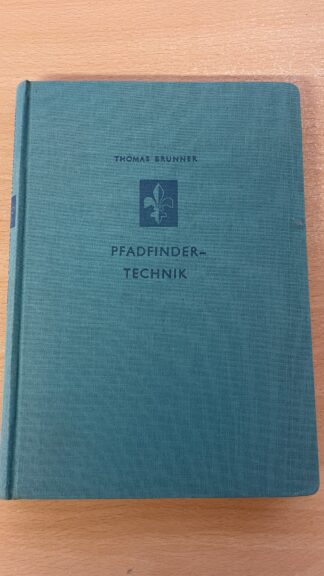 THOMAS BRUNNER
PFADFINDER-
TECHNIK